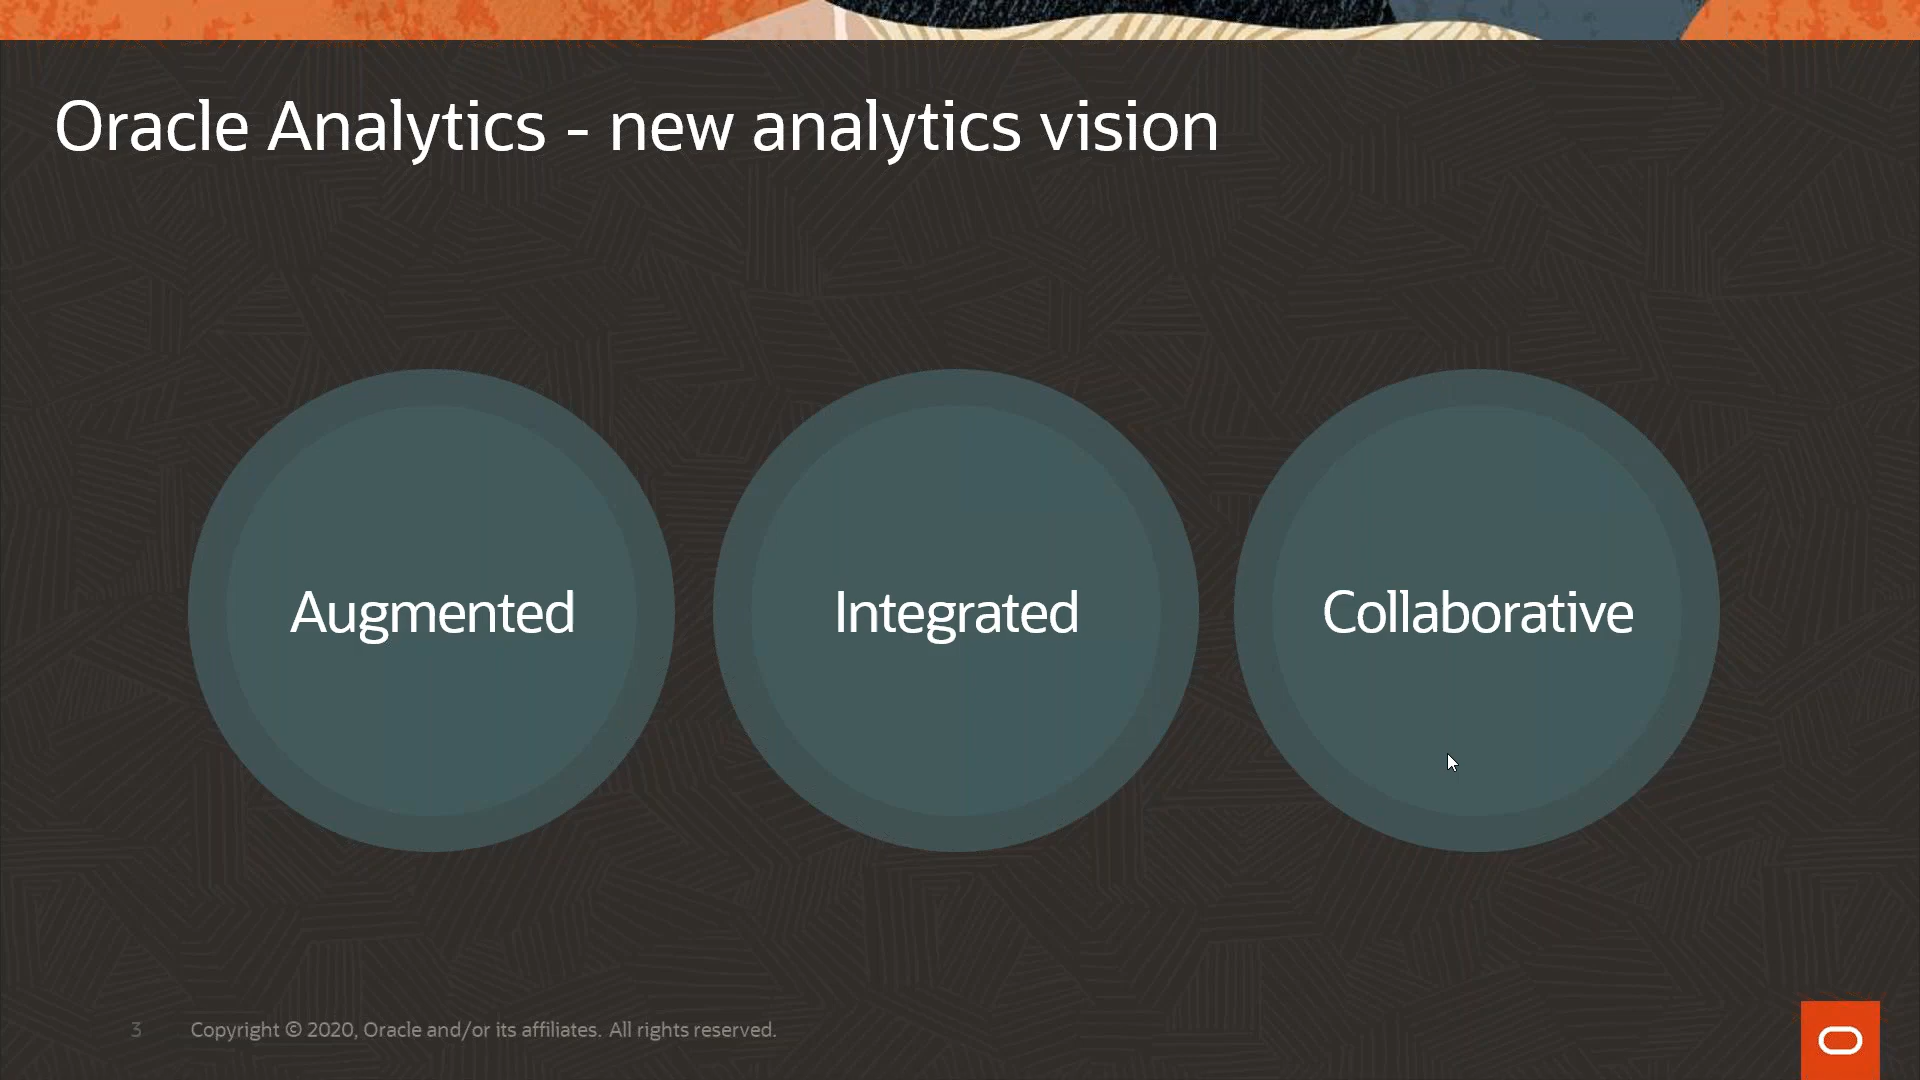 Oracle Analytics - new analytics vision
Augmented
Integrated
Collaborative
3
Copyright © 2020, Oracle and/or its affiliates. All rights reserved.